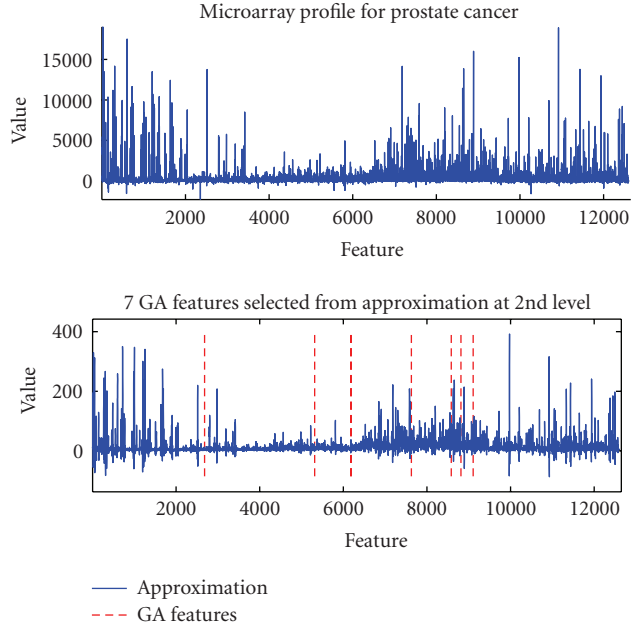 Microarray profile for prostate cancer
15000
10000
5000
0
Value
2000 4000 6000 8000 10000 12000
Feature
7 GA features selected from approximation at 2nd level
400
200
0
Value
2000 4000 6000 8000 10000 12000
Feature
Approximation
GA features